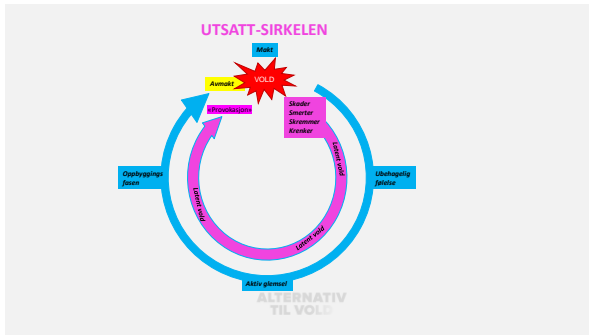 UTSATT-SIRKELEN
Makt
VOLD
Avmakt
«Provokasjon»
Skader
Smerter
Skremmer
Krenker
Latent vold
Oppbyggings
fasen
Ubehagelig
følelse
Latent vold
Latent vold
Aktiv glemsel
ALTERNATIV
TIL VOLD